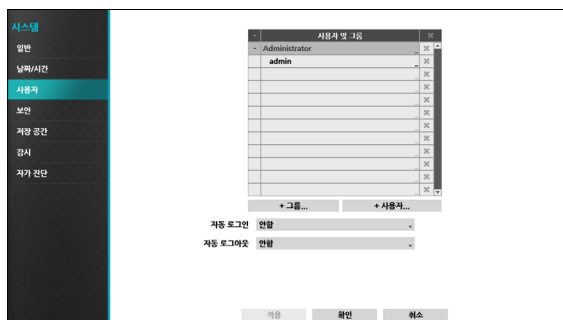 시스템
일반
날짜/시간
사용자
보안
저장 공간
감시
자가 진단
- 사용자 및 그룹
- Administrator
admin
+ 그룹... + 사용자...
자동 로그인 안함
자동 로그아웃 안함
적용 확인 취소